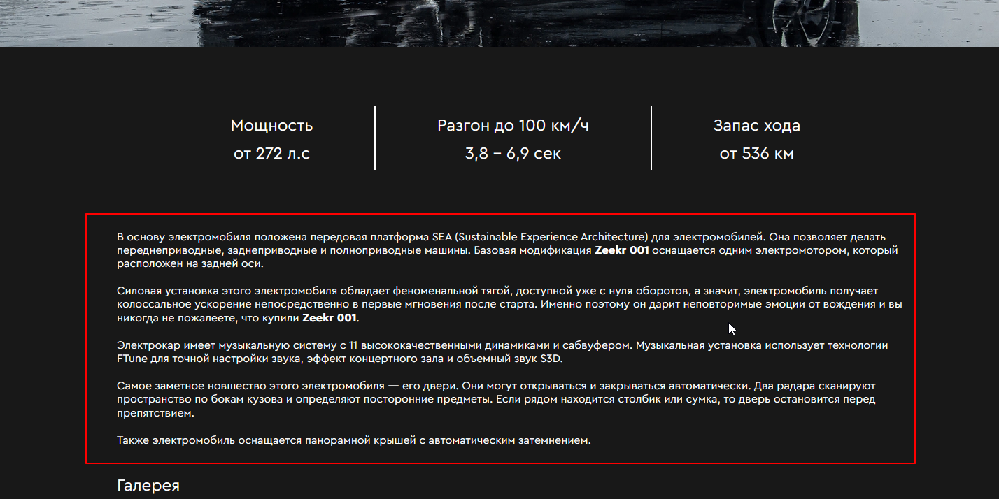 Мощность
от 272 л.с
Разгон до 100 км/ч
3,8 – 6,9 сек
Запас хода
от 536 км
В основу электромобиля положена передовая платформа SEA (Sustainable Experience Architecture) для электромобилей. Она позволяет делать
переднеприводные, заднеприводные и полноприводные машины. Базовая модификация Zeekr 001 оснащается одним электромотором, который
расположен на задней оси.
Силовая установка этого электромобиля обладает феноменальной тягой, доступной уже с нуля оборотов, а значит, электромобиль получает
колоссальное ускорение непосредственно в первые мгновения после старта. Именно поэтому он дарит неповторимые эмоции от вождения и вы
никогда не пожалеете, что купили Zeekr 001.
Электрокар имеет музыкальную систему с 11 высококачественными динамиками и сабвуфером. Музыкальная установка использует технологии
FTune для точной настройки звука, эффект концертного зала и объемный звук S3D.
Самое заметное новшество этого электромобиля — его двери. Они могут открываться и закрываться автоматически. Два радара сканируют
пространство по бокам кузова и определяют посторонние предметы. Если рядом находится столбик или сумка, то дверь остановится перед
препятствием.
Также электромобиль оснащается панорамной крышей с автоматическим затемнением.
Галерея